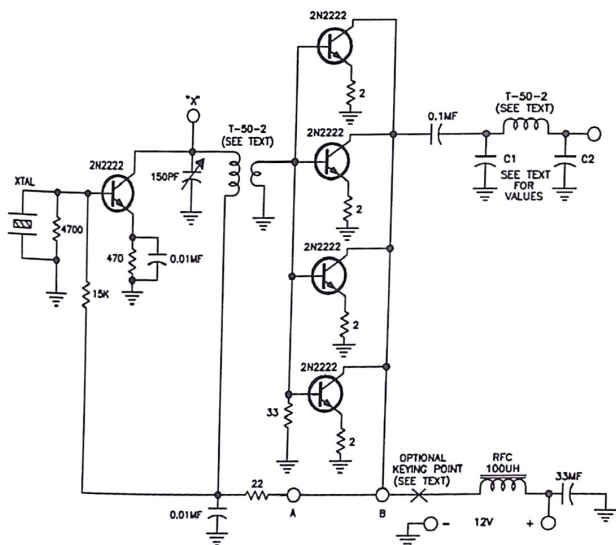 2N2222
2
"X"
T-50-2
(SEE TEXT)
2N2222
2
0.1MF
T-50-2
(SEE TEXT)
C1
C2
SEE TEXT
FOR
VALUES
2N2222
150PF
XTAL
4700
470
0.01MF
15K
2N2222
2
2N2222
33
2
OPTIONAL
KEYING POINT
(SEE TEXT)
RFC
100UH
33MF
22
0.01MF
A
B
-
12V
+